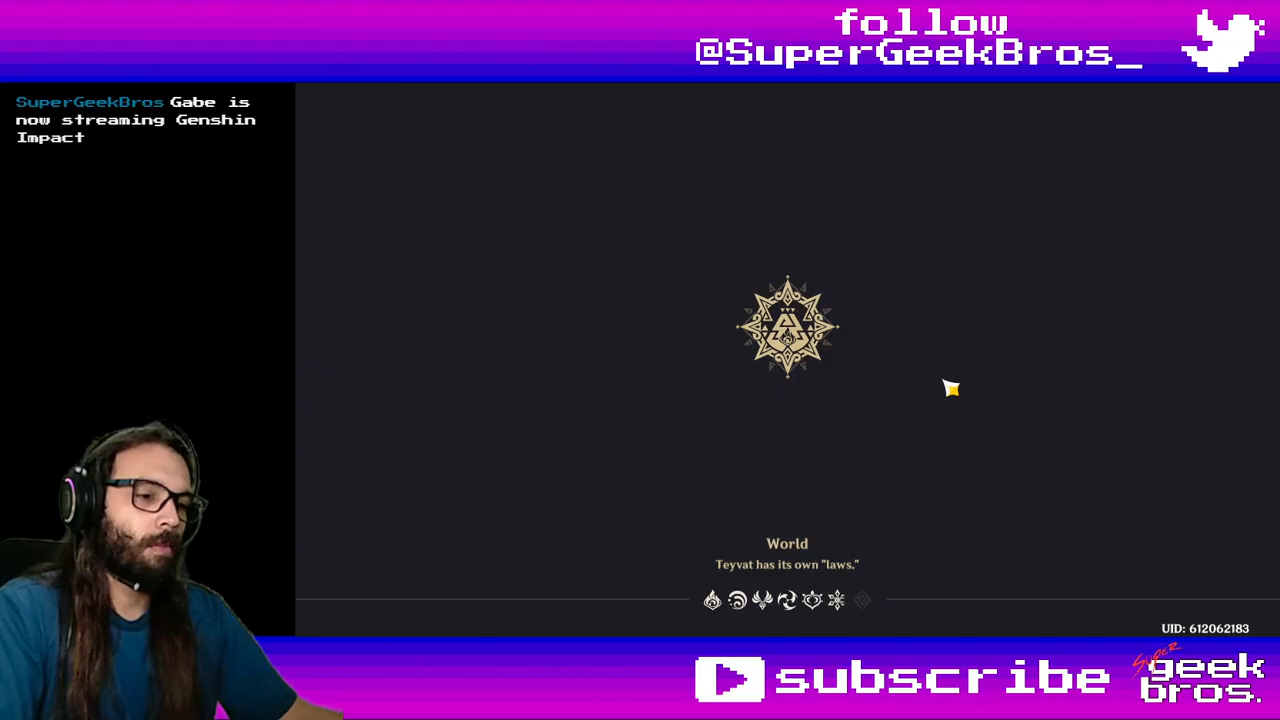 follow
@SuperGeekBros_
SuperGeekBros Gabe is
now streaming Genshin
Impact
World
Teyvat has its own "laws."
UID: 612062183
subscribe
SUPER
geek
bros.